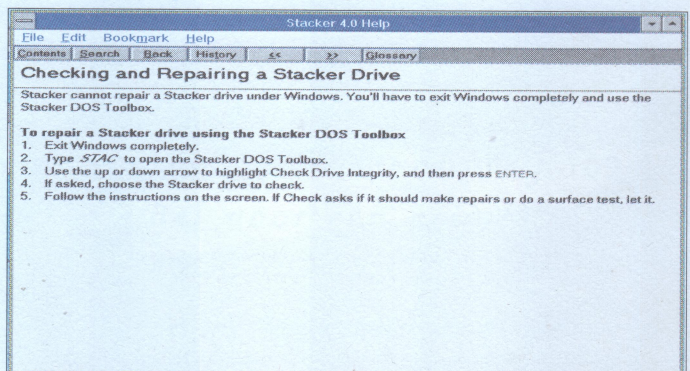 Stacker 4.0 Help
File Edit Bookmark Help
Contents Search Back History << >> Glossary
Checking and Repairing a Stacker Drive
Stacker cannot repair a Stacker drive under Windows. You'll have to exit Windows completely and use the
Stacker DOS Toolbox.
To repair a Stacker drive using the Stacker DOS Toolbox
1. Exit Windows completely.
2. Type STAC to open the Stacker DOS Toolbox.
3. Use the up or down arrow to highlight Check Drive Integrity, and then press ENTER.
4. If asked, choose the Stacker drive to check.
5. Follow the instructions on the screen. If Check asks if it should make repairs or do a surface test, let it.